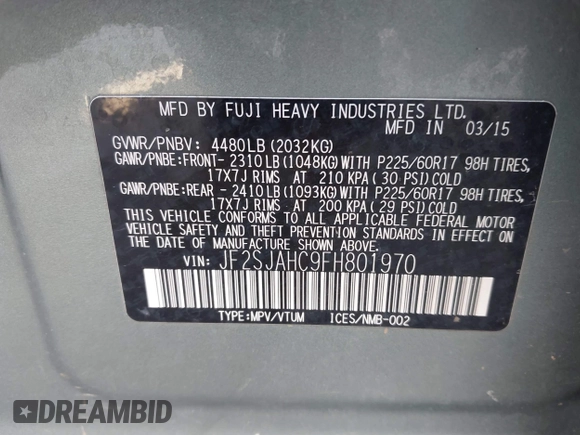 MFD BY FUJI HEAVY INDUSTRIES LTD.
MFD IN 03/15
GVWR/PNBV: 4480LB (2032KG)
GAWR/PNBE:FRONT- 2310LB (1048KG)WITH P225/60R17 98H TIRES,
17X7J RIMS AT 210 KPA ( 30 PSI)COLD
GAWR/PNBE:REAR - 2410LB (1093KG)WITH P225/60R17 98H TIRES,
17X7J RIMS AT 200 KPA ( 29 PSI)COLD
THIS VEHICLE CONFORMS TO ALL APPLICABLE FEDERAL MOTOR
VEHICLE SAFETY AND THEFT PREVENTION STANDARDS IN EFFECT
ON THE DATE OF MANUFACTURE SHOWN ABOVE.
VIN: JF2SJAHC9FH801970
TYPE:MPV/VTUM ICES/NMB-002
DREAMBID